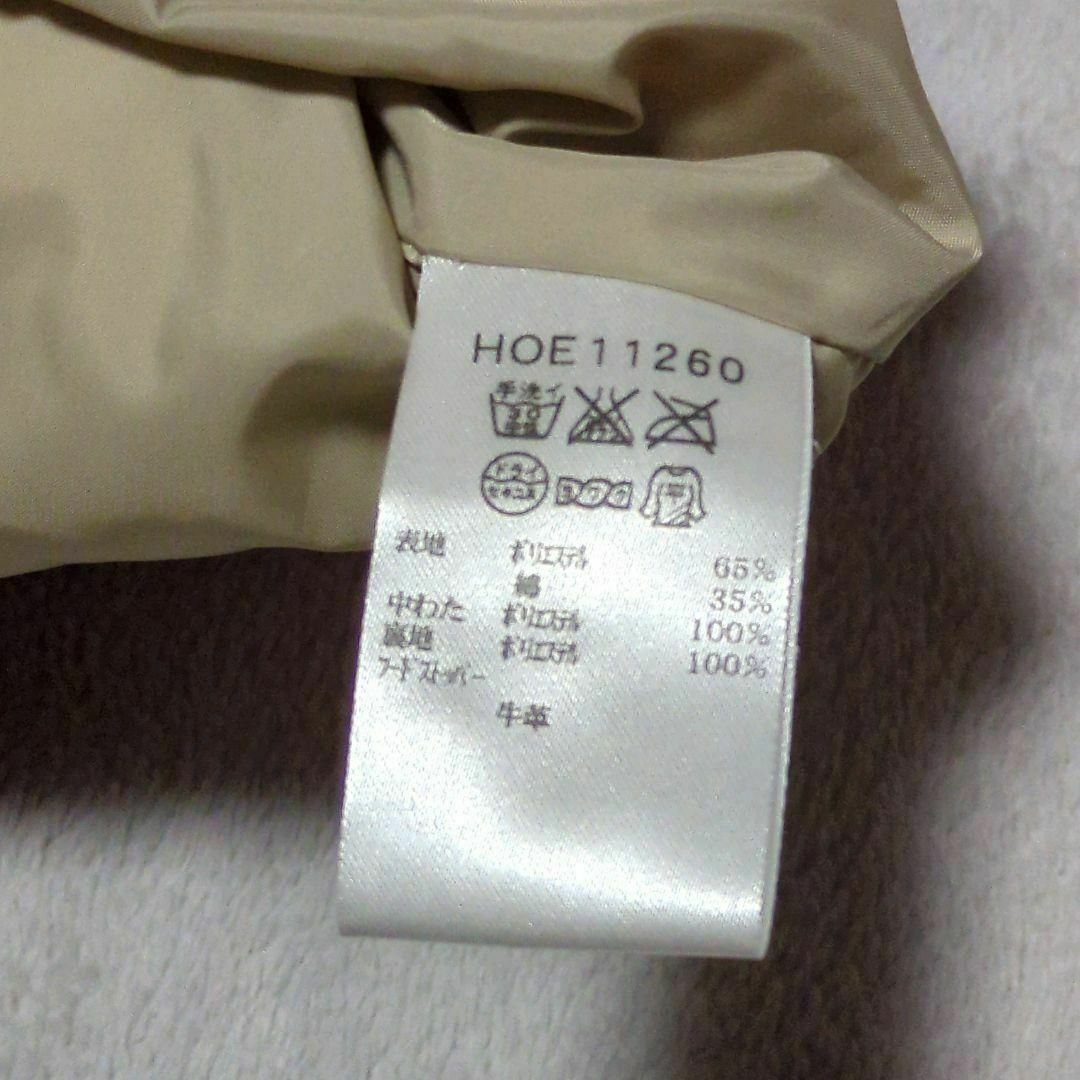 HOE11260
手洗イ
30
中性
ドライ
セキユ系
表地 ポリエステル 65%
綿 35%
中わた ポリエステル 100%
裏地 ポリエステル 100%
フードストッパー
牛革